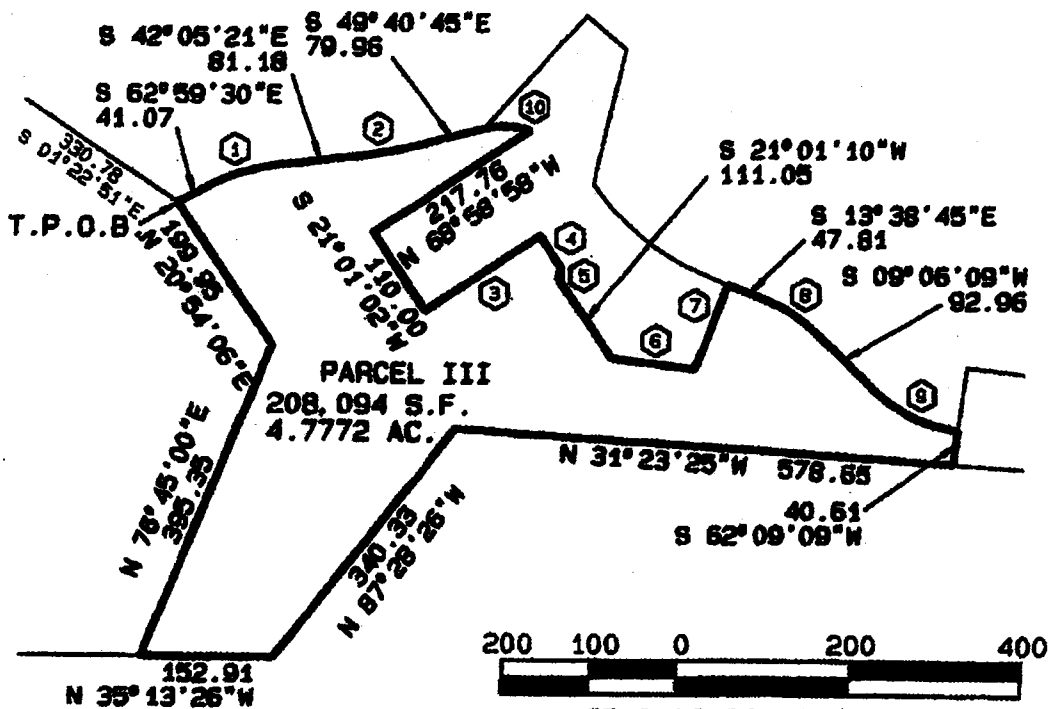 S 42°05'21"E
81.18
S 49°40'45"E
79.96
S 62°59'30"E
41.07
1
2
10
330.78
S 01°22'51"E
T.P.O.B.
199.85
N 20°54'06"E
217.76
N 68°58'58"W
S 21°01'02"W
110.00
3
4
5
6
7
S 21°01'10"W
111.05
S 13°38'45"E
47.81
8
S 09°06'09"W
92.96
9
PARCEL III
208,094 S.F.
4.7772 AC.
N 76°45'00"E
395.35
340.33
N 87°28'26"W
N 31°23'25"W 578.65
40.61
S 62°09'09"W
152.91
N 35°13'26"W
200 100 0 200 400